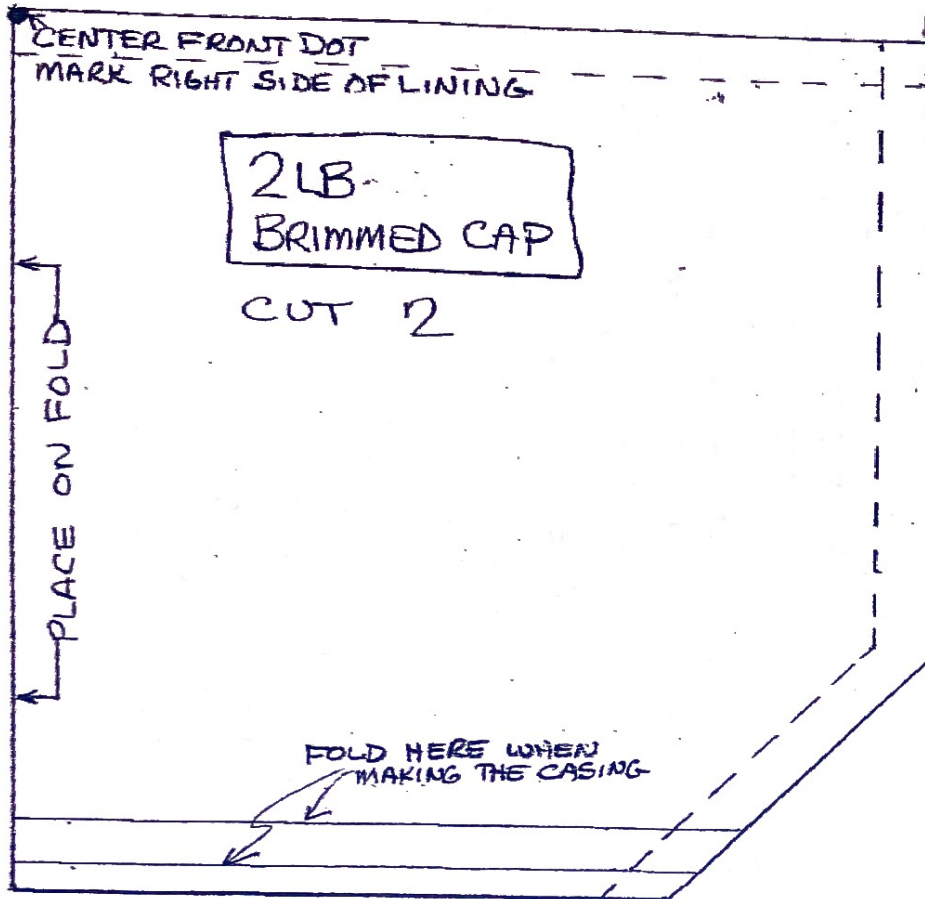 CENTER FRONT DOT
MARK RIGHT SIDE OF LINING
2LB
BRIMMED CAP
CUT 2
PLACE ON FOLD
FOLD HERE WHEN
MAKING THE CASING